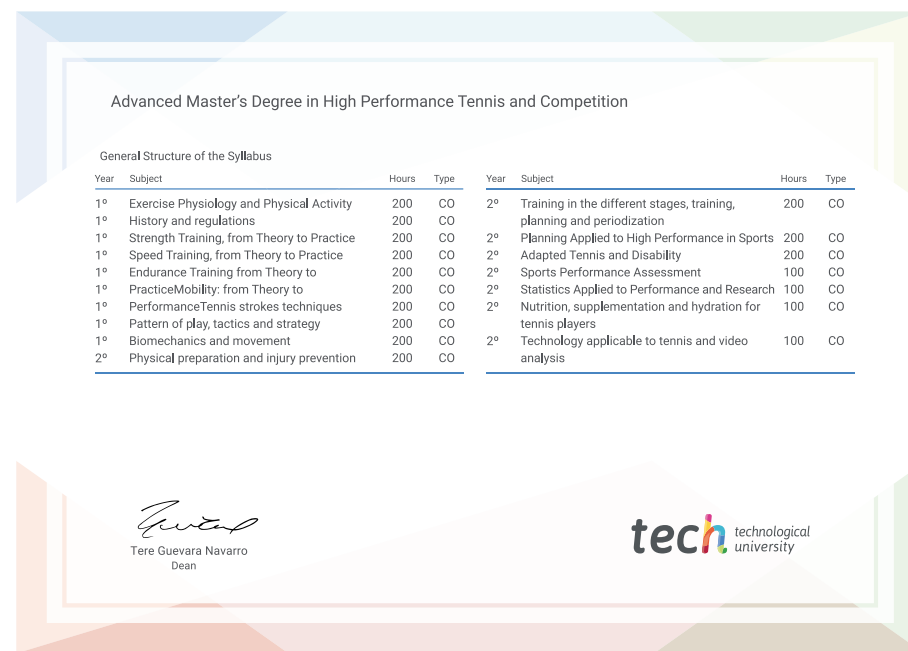 Advanced Master's Degree in High Performance Tennis and Competition
General Structure of the Syllabus
Year Subject Hours Type
1º Exercise Physiology and Physical Activity 200 CO
1º History and regulations 200 CO
1º Strength Training, from Theory to Practice 200 CO
1º Speed Training, from Theory to Practice 200 CO
1º Endurance Training from Theory to 200 CO
1º PracticeMobility: from Theory to 200 CO
1º PerformanceTennis strokes techniques 200 CO
1º Pattern of play, tactics and strategy 200 CO
1º Biomechanics and movement 200 CO
2º Physical preparation and injury prevention 200 CO
Year Subject Hours Type
2º Training in the different stages, training, 200 CO
planning and periodization
2º Planning Applied to High Performance in Sports 200 CO
2º Adapted Tennis and Disability 200 CO
2º Sports Performance Assessment 100 CO
2º Statistics Applied to Performance and Research 100 CO
2º Nutrition, supplementation and hydration for 100 CO
tennis players
2º Technology applicable to tennis and video 100 CO
analysis
Tere Guevara Navarro
Dean
tech technological
university